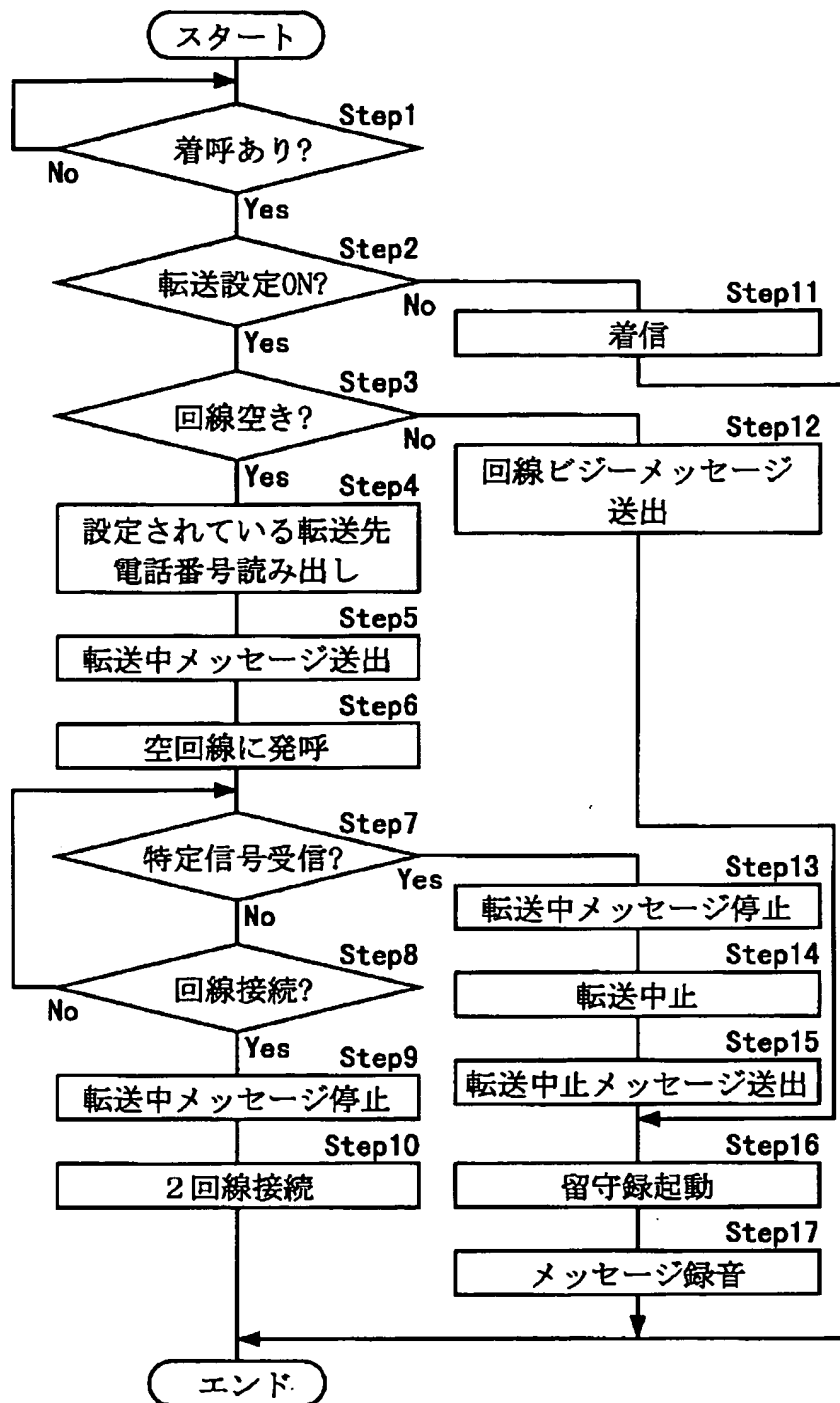 スタート
Step1
着呼あり?
No
Yes
Step2
転送設定ON?
No
Yes
Step11
着信
Step3
回線空き?
No
Yes
Step12
回線ビジーメッセージ
送出
Step4
設定されている転送先
電話番号読み出し
Step5
転送中メッセージ送出
Step6
空回線に発呼
Step7
特定信号受信?
Yes
No
Step13
転送中メッセージ停止
Step8
回線接続?
No
Yes
Step14
転送中止
Step9
転送中メッセージ停止
Step15
転送中止メッセージ送出
Step10
2回線接続
Step16
留守録起動
Step17
メッセージ録音
エンド